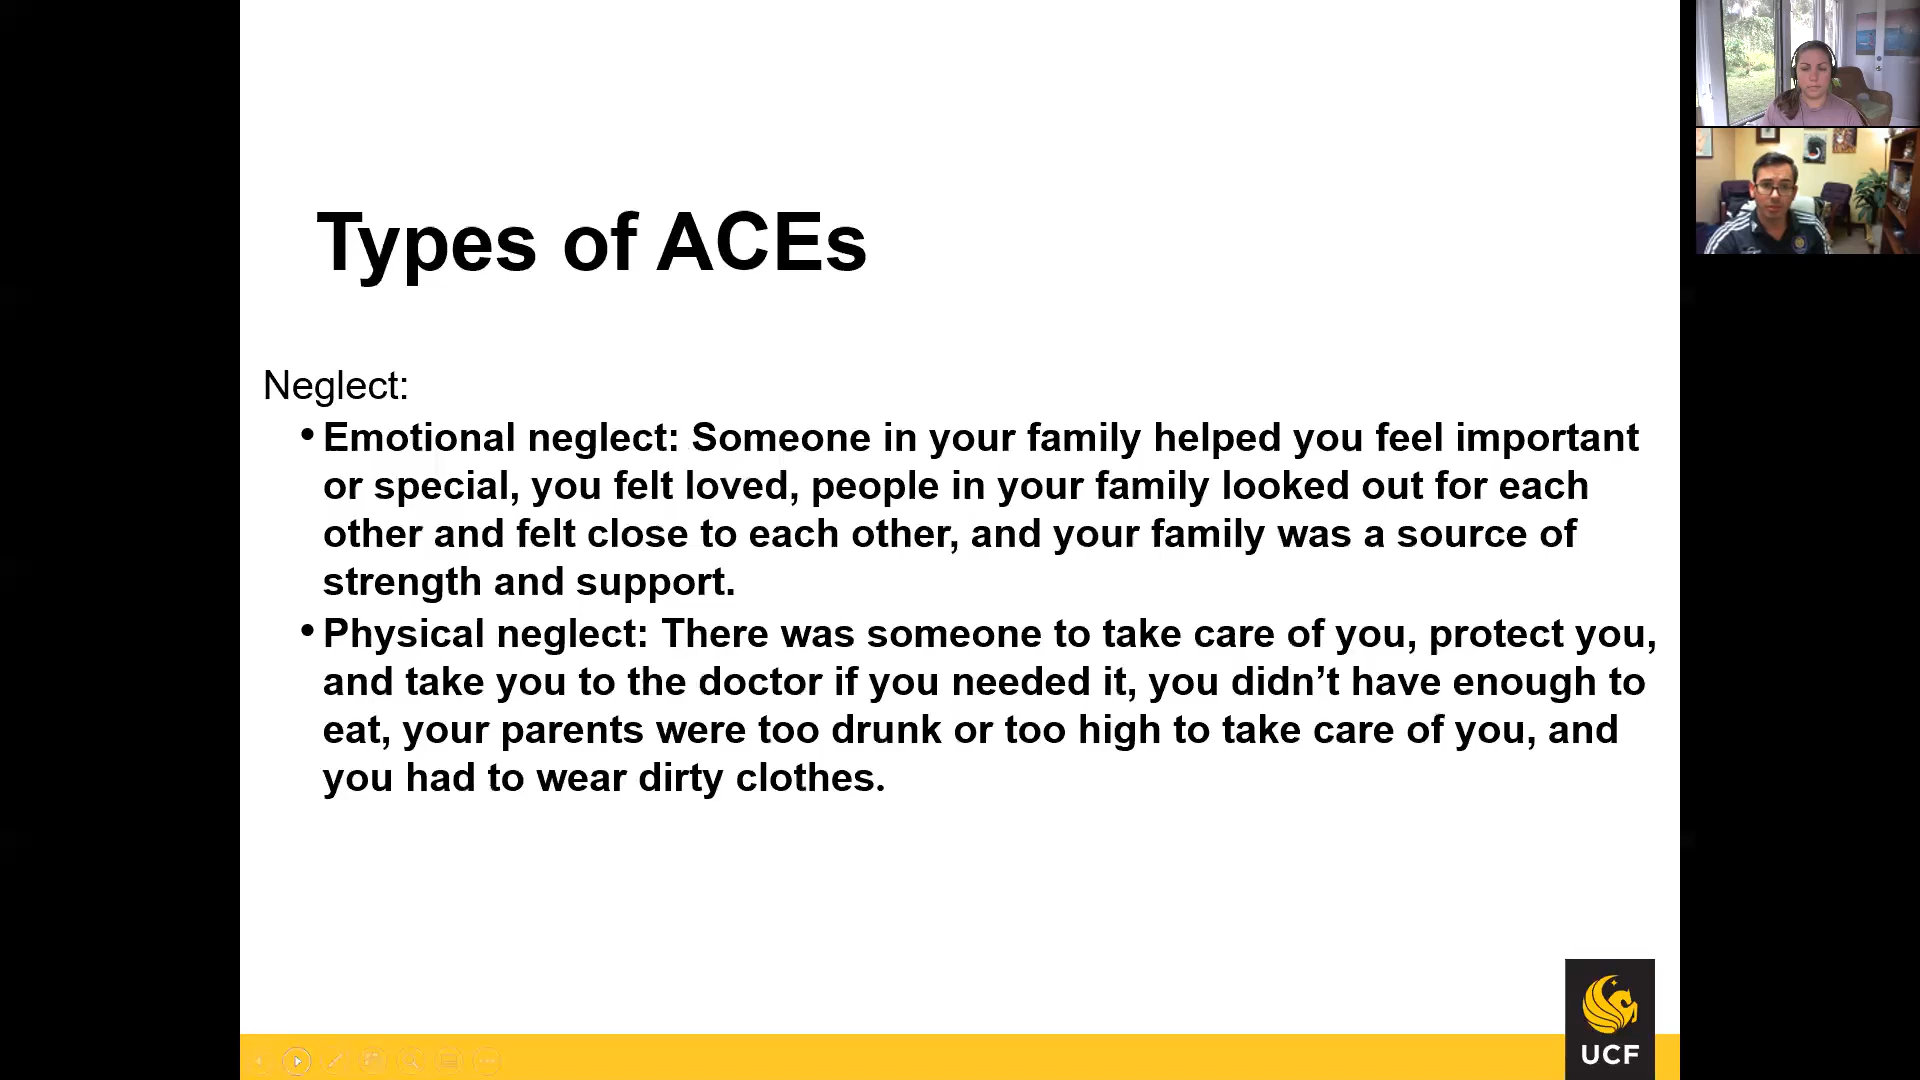 Types of ACEs
Neglect:
• Emotional neglect: Someone in your family helped you feel important
or special, you felt loved, people in your family looked out for each
other and felt close to each other, and your family was a source of
strength and support.
• Physical neglect: There was someone to take care of you, protect you,
and take you to the doctor if you needed it, you didn’t have enough to
eat, your parents were too drunk or too high to take care of you, and
you had to wear dirty clothes.
UCF